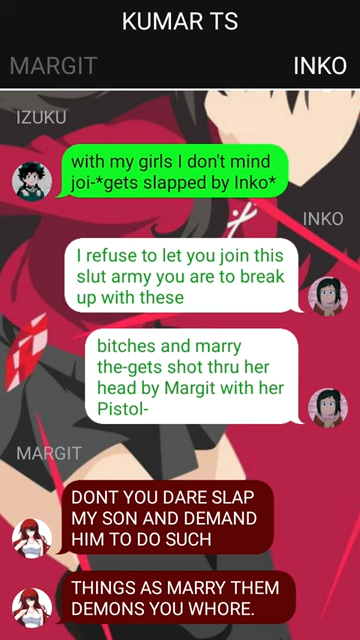 KUMAR TS
MARGIT
INKO
IZUKU
with my girls I don't mind
joi-*gets slapped by Inko*
INKO
I refuse to let you join this
slut army you are to break
up with these
bitches and marry
the-gets shot thru her
head by Margit with her
Pistol-
MARGIT
DONT YOU DARE SLAP
MY SON AND DEMAND
HIM TO DO SUCH
THINGS AS MARRY THEM
DEMONS YOU WHORE.